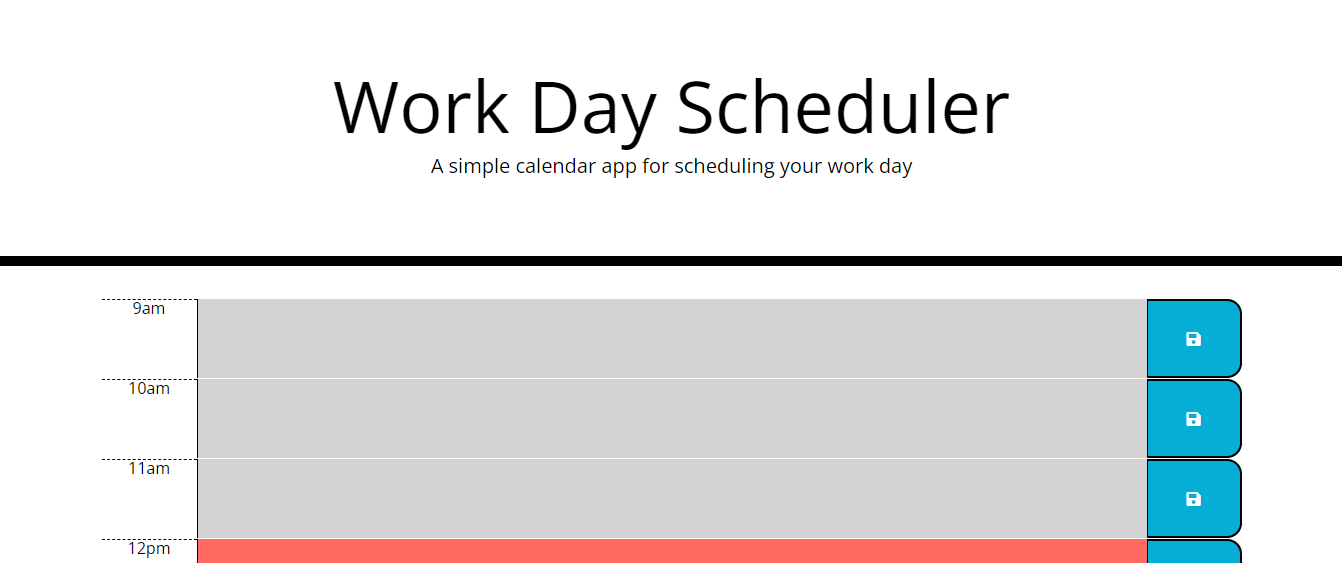 Work Day Scheduler
A simple calendar app for scheduling your work day
9am
10am
11am
12pm